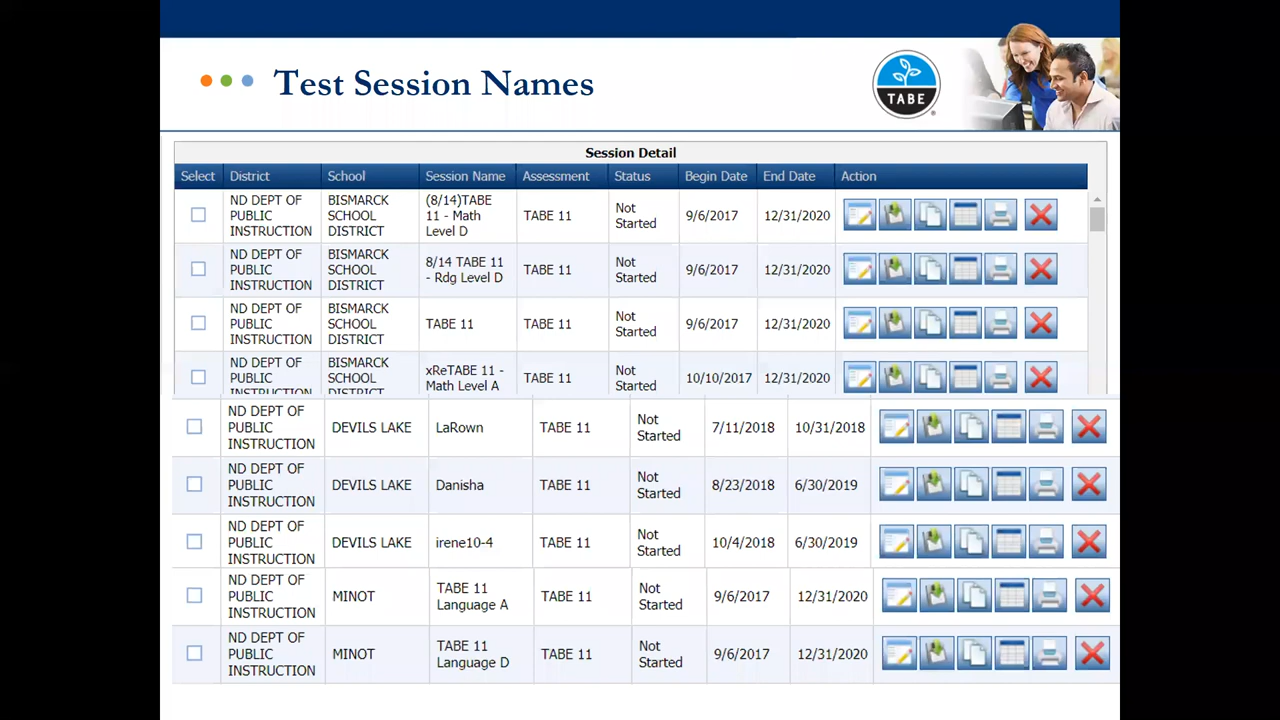 Test Session Names
TABE
Session Detail
Select District School Session Name Assessment Status Begin Date End Date Action
ND DEPT OF PUBLIC INSTRUCTION BISMARCK SCHOOL DISTRICT (8/14)TABE 11 - Math Level D TABE 11 Not Started 9/6/2017 12/31/2020
ND DEPT OF PUBLIC INSTRUCTION BISMARCK SCHOOL DISTRICT 8/14 TABE 11 - Rdg Level D TABE 11 Not Started 9/6/2017 12/31/2020
ND DEPT OF PUBLIC INSTRUCTION BISMARCK SCHOOL DISTRICT TABE 11 TABE 11 Not Started 9/6/2017 12/31/2020
ND DEPT OF PUBLIC INSTRUCTION BISMARCK SCHOOL DISTRICT xReTABE 11 - Math Level A TABE 11 Not Started 10/10/2017 12/31/2020
ND DEPT OF PUBLIC INSTRUCTION DEVILS LAKE LaRown TABE 11 Not Started 7/11/2018 10/31/2018
ND DEPT OF PUBLIC INSTRUCTION DEVILS LAKE Danisha TABE 11 Not Started 8/23/2018 6/30/2019
ND DEPT OF PUBLIC INSTRUCTION DEVILS LAKE irene10-4 TABE 11 Not Started 10/4/2018 6/30/2019
ND DEPT OF PUBLIC INSTRUCTION MINOT TABE 11 Language A TABE 11 Not Started 9/6/2017 12/31/2020
ND DEPT OF PUBLIC INSTRUCTION MINOT TABE 11 Language D TABE 11 Not Started 9/6/2017 12/31/2020